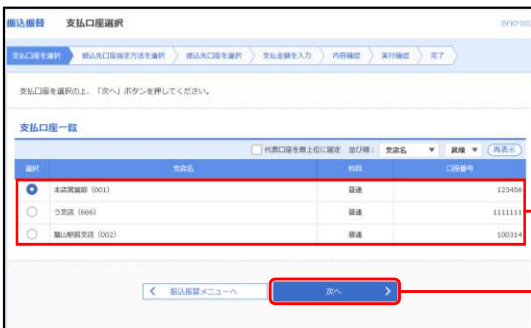 振込振替 支払口座選択 BFKF002
支払口座を選択 振込先口座指定方法を選択 振込先口座を選択 支払金額を入力 内容確認 実行確認 完了
支払口座を選択の上、「次へ」ボタンを押してください。
支払口座一覧
代表口座を最上位に固定 並び順： 支店名 昇順 再表示
選択 支店名 科目 口座番号
本店営業部（001） 普通 123456
う支店（666） 普通 1111111
駅前支店（002） 普通 100314
振込振替メニューへ 次へ